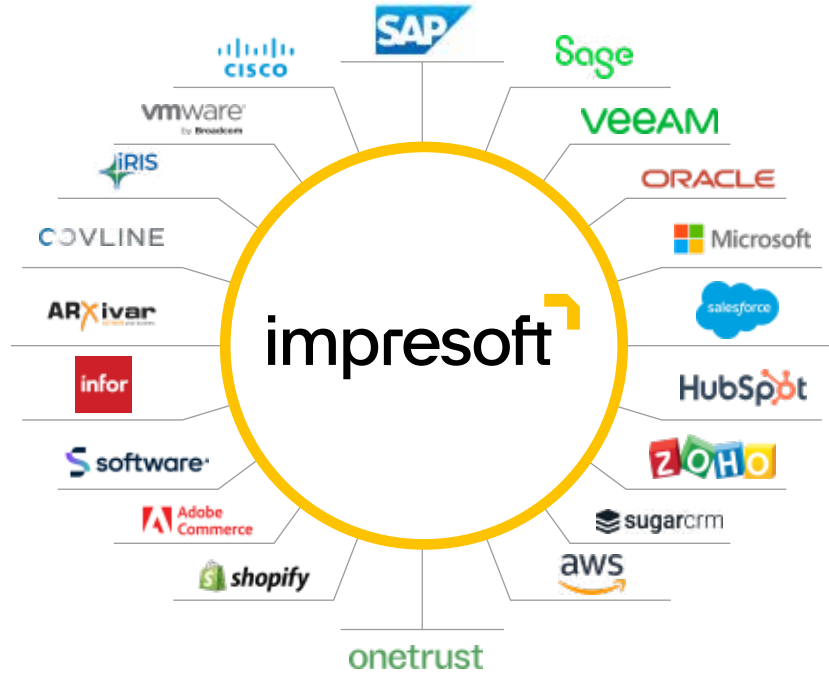 SAP
CISCO
Sage
vmware®
by Broadcom
veeAM
iRIS
ORACLE
COVLINE
Microsoft
ARXivar
salesforce
impresoft
infor
HubSpot
software
ZOHO
Adobe
Commerce
sugarcrm
shopify
aws
onetrust